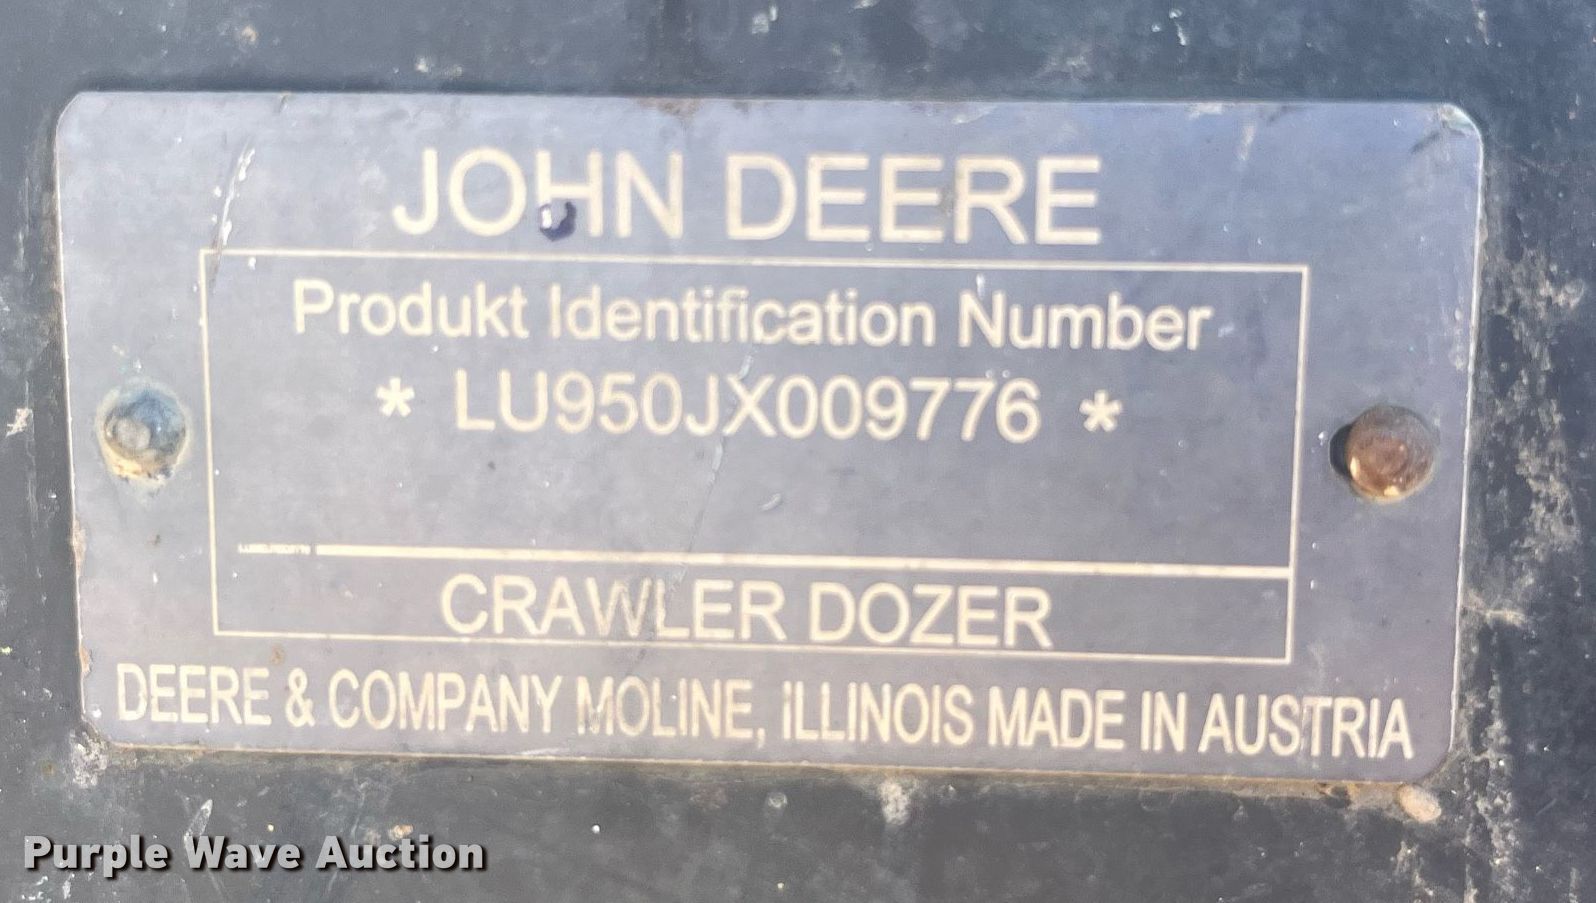 JOHN DEERE
Produkt Identification Number
* LU950JX009776 *
CRAWLER DOZER
DEERE & COMPANY MOLINE, ILLINOIS MADE IN AUSTRIA
Purple Wave Auction